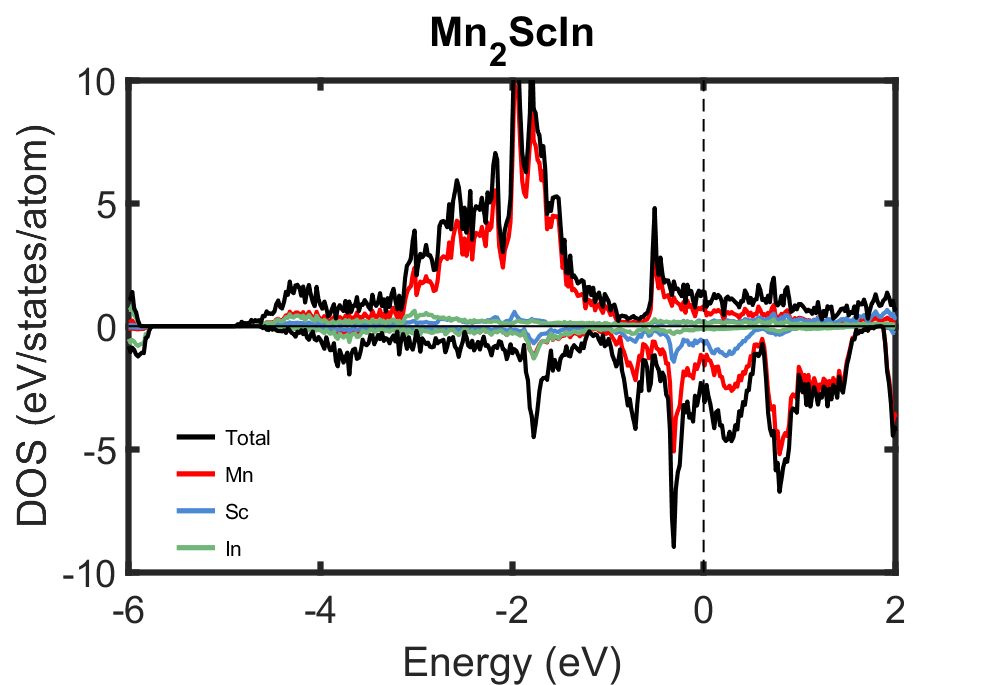 Mn2ScIn
DOS (eV/states/atom)
10
5
0
-5
-10
Total
Mn
Sc
In
-6 -4 -2 0 2
Energy (eV)